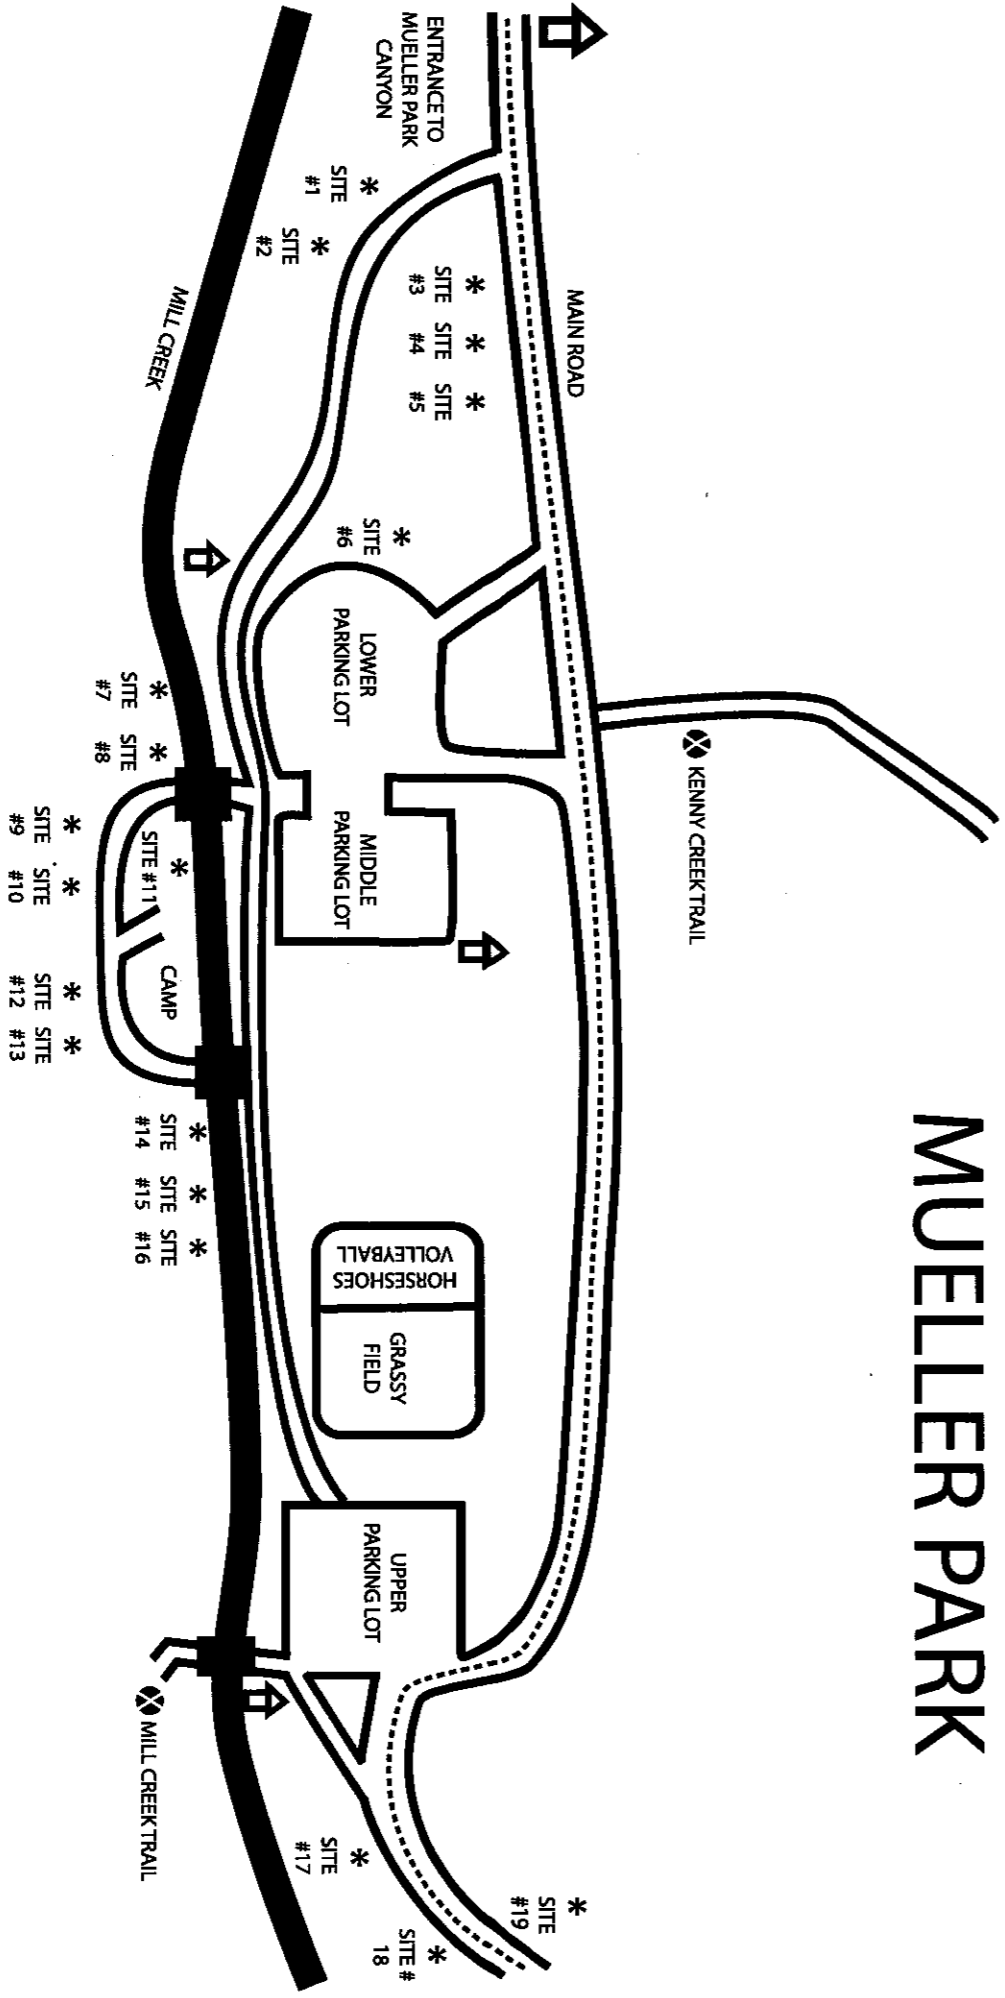 MUELLER PARK
ENTRANCE TO
MUELLER PARK
CANYON
MAIN ROAD
KENNY CREEK TRAIL
MILL CREEK
* SITE
#1
* SITE
#2
* SITE
#3
* SITE
#4
* SITE
#5
* SITE
#6
LOWER
PARKING LOT
MIDDLE
PARKING LOT
HORSESHOES
VOLLEYBALL
GRASSY
FIELD
UPPER
PARKING LOT
* SITE
#7
* SITE
#8
* SITE
#9
* SITE
#10
* SITE #11
CAMP
* SITE
#12
* SITE
#13
* SITE
#14
* SITE
#15
* SITE
#16
MILL CREEK TRAIL
* SITE
#17
* SITE #
18
* SITE
#19